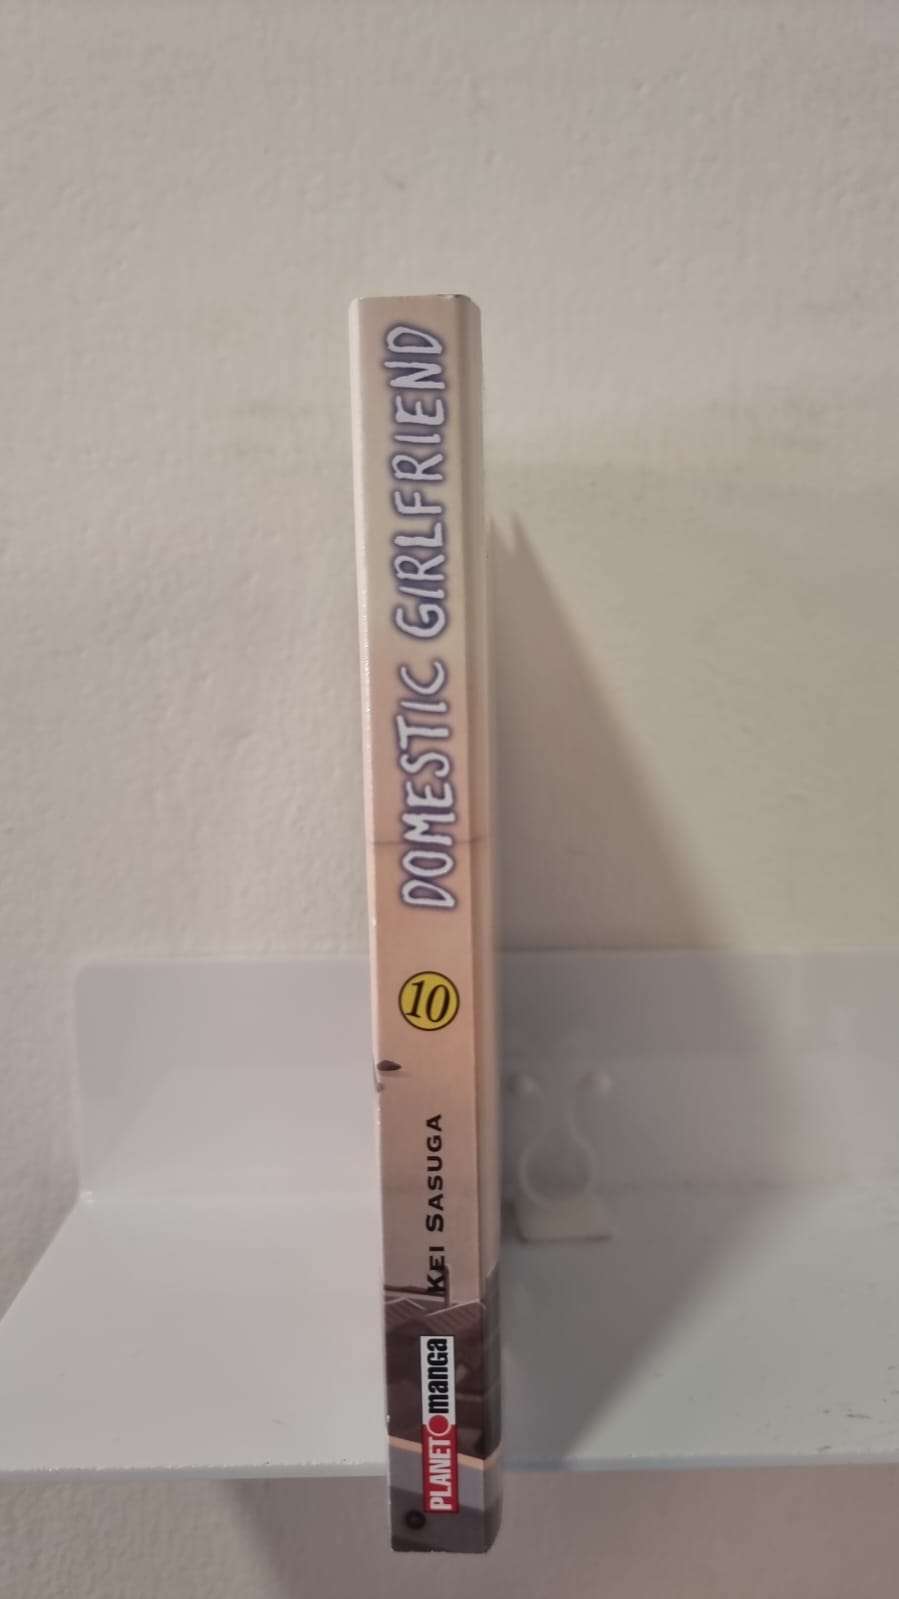 DOMESTIC GIRLFRIEND
10
KEI SASUGA
PLANET manga